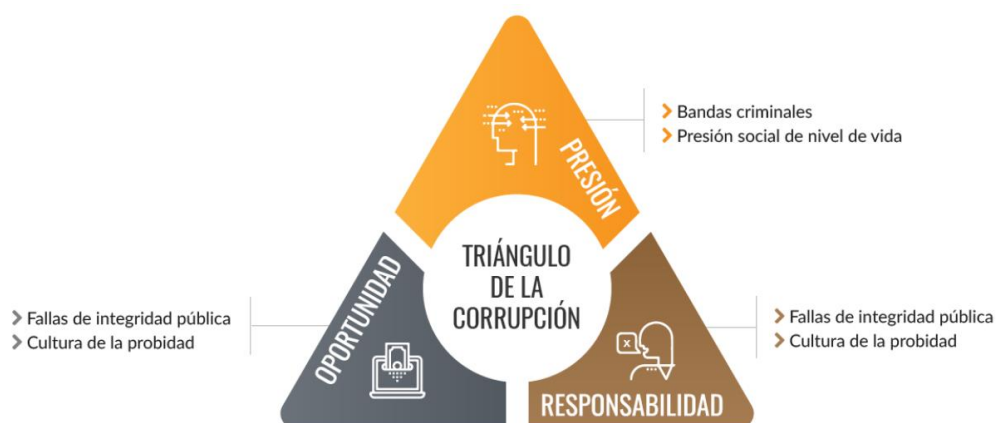 Bandas criminales
Presión social de nivel de vida
PRESIÓN
TRIÁNGULO
DE LA
CORRUPCIÓN
OPORTUNIDAD
Fallas de integridad pública
Cultura de la probidad
Fallas de integridad pública
Cultura de la probidad
x
RESPONSABILIDAD